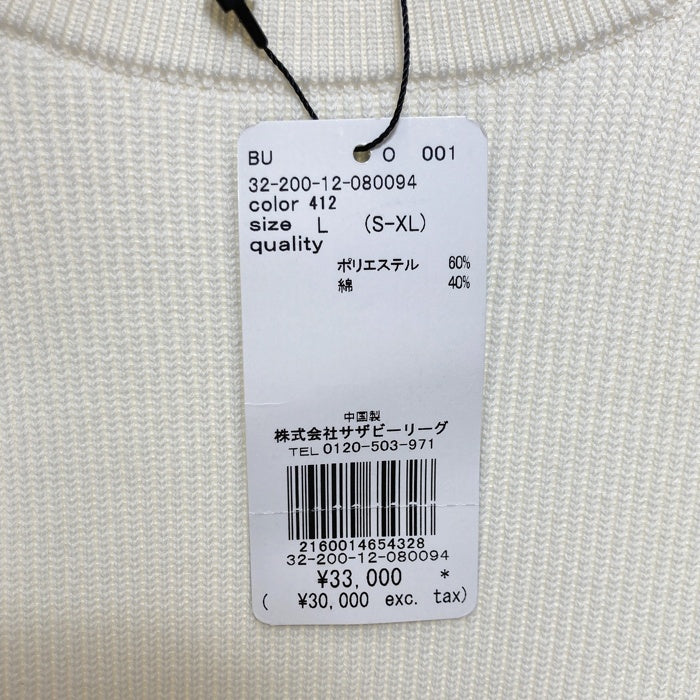 BU O 001
32-200-12-080094
color 412
size L (S-XL)
quality
ポリエステル 60%
綿 40%
中国製
株式会社サザビーリーグ
TEL 0120-503-971
2160014654328
32-200-12-080094
¥33,000 *
( ¥30,000 exc. tax)